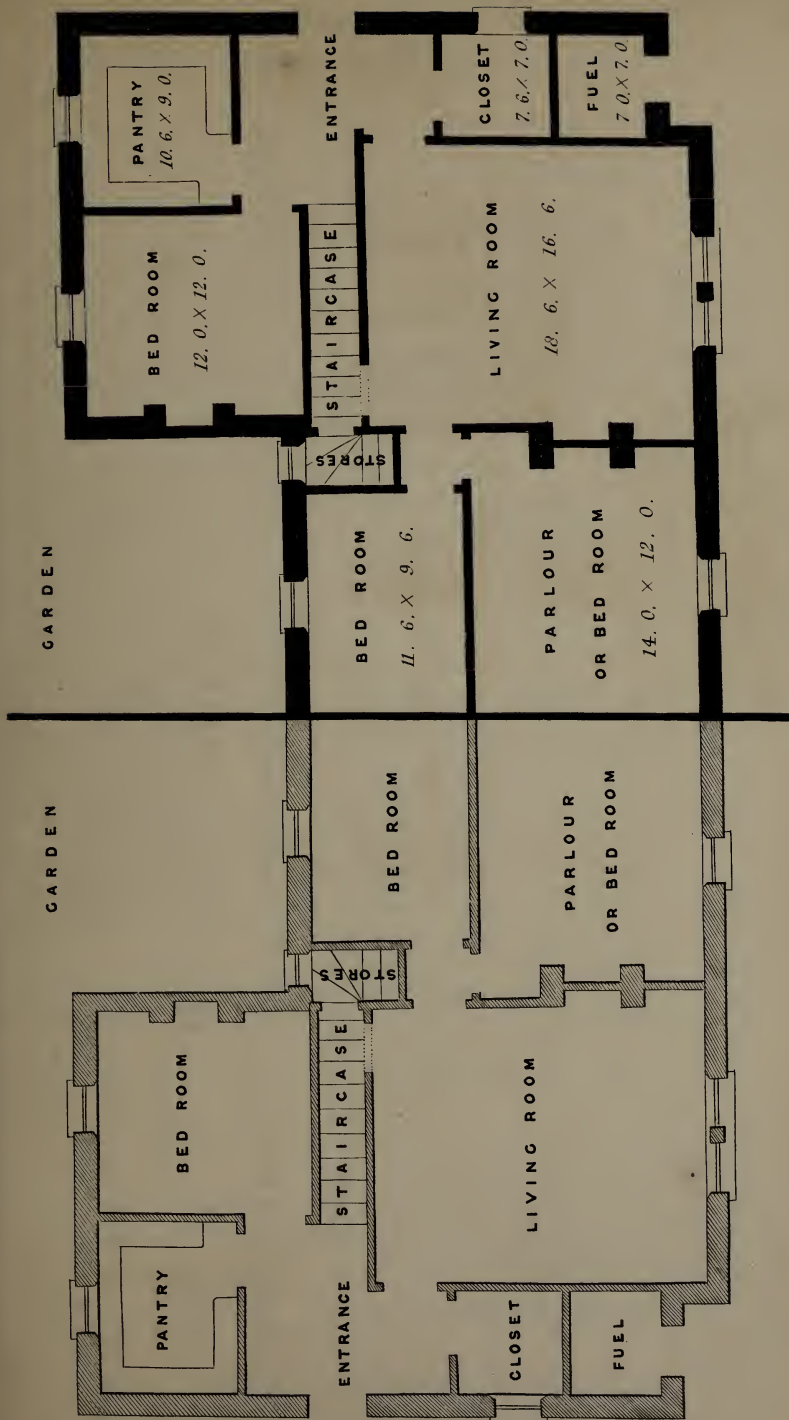 GARDEN
PANTRY
BED ROOM
STAIRCASE
STORES
BED ROOM
ENTRANCE
CLOSET
FUEL
LIVING ROOM
PARLOUR
OR BED ROOM
GARDEN
BED ROOM
12. 0. X 12. 0.
PANTRY
10. 6. X 9. 0.
STORES
STAIRCASE
ENTRANCE
BED ROOM
11. 6. X 9. 6.
PARLOUR
OR BED ROOM
14. 0. X 12. 0.
LIVING ROOM
18. 6. X 16. 6.
CLOSET
7. 6. X 7. 0.
FUEL
7 0. X 7. 0.